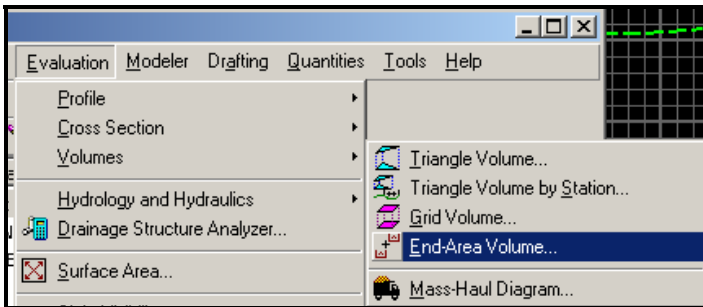 Evaluation Modeler Drafting Quantities Tools Help
Profile
Cross Section
Volumes
Hydrology and Hydraulics
Drainage Structure Analyzer...
Surface Area...
Triangle Volume...
Triangle Volume by Station...
Grid Volume...
End-Area Volume...
Mass-Haul Diagram...